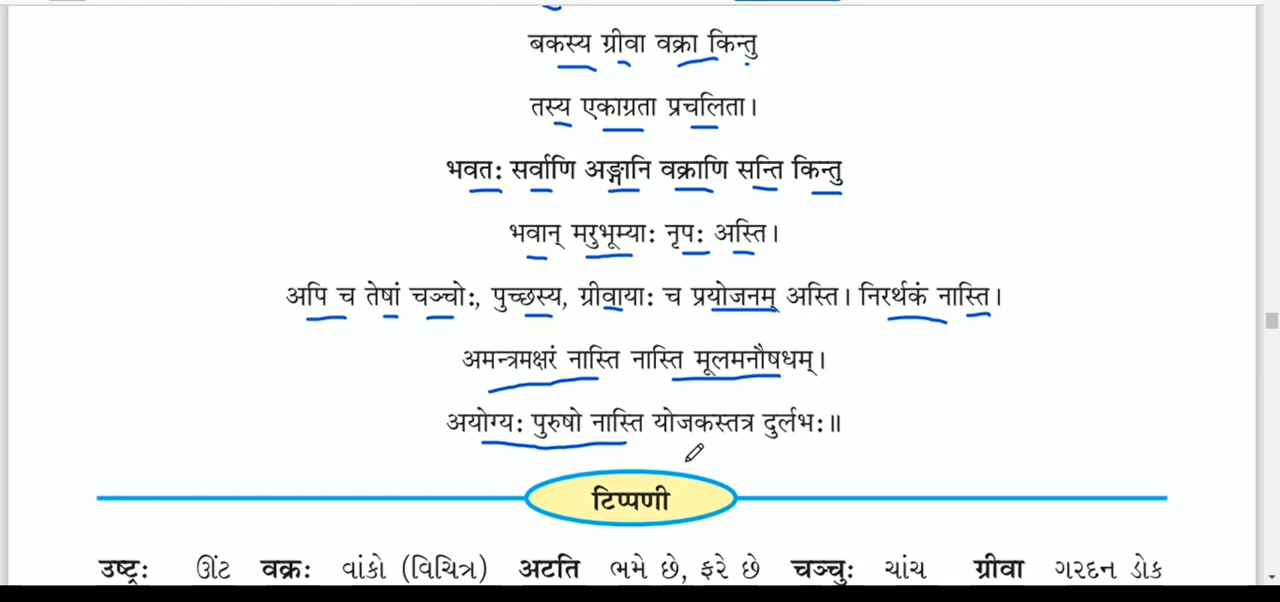 बकस्य ग्रीवा वक्रा किन्तु
तस्य एकाग्रता प्रचलिता।
भवतः सर्वाणि अङ्गानि वक्राणि सन्ति किन्तु
भवान् मरुभूम्याः नृपः अस्ति।
अपि च तेषां चञ्चोः, पुच्छस्य, ग्रीवायाः च प्रयोजनम् अस्ति। निरर्थकं नास्ति।
अमन्त्रमक्षरं नास्ति नास्ति मूलमनौषधम्।
अयोग्यः पुरुषो नास्ति योजकस्तत्र दुर्लभः॥
टिप्पणी
उष्ट्रः ઊંટ वक्रः વાંકો (વિચિત્ર) अटति ભમે છે, ફરે છે चञ्चुः ચાંચ ग्रीवा ગરદન ડોક